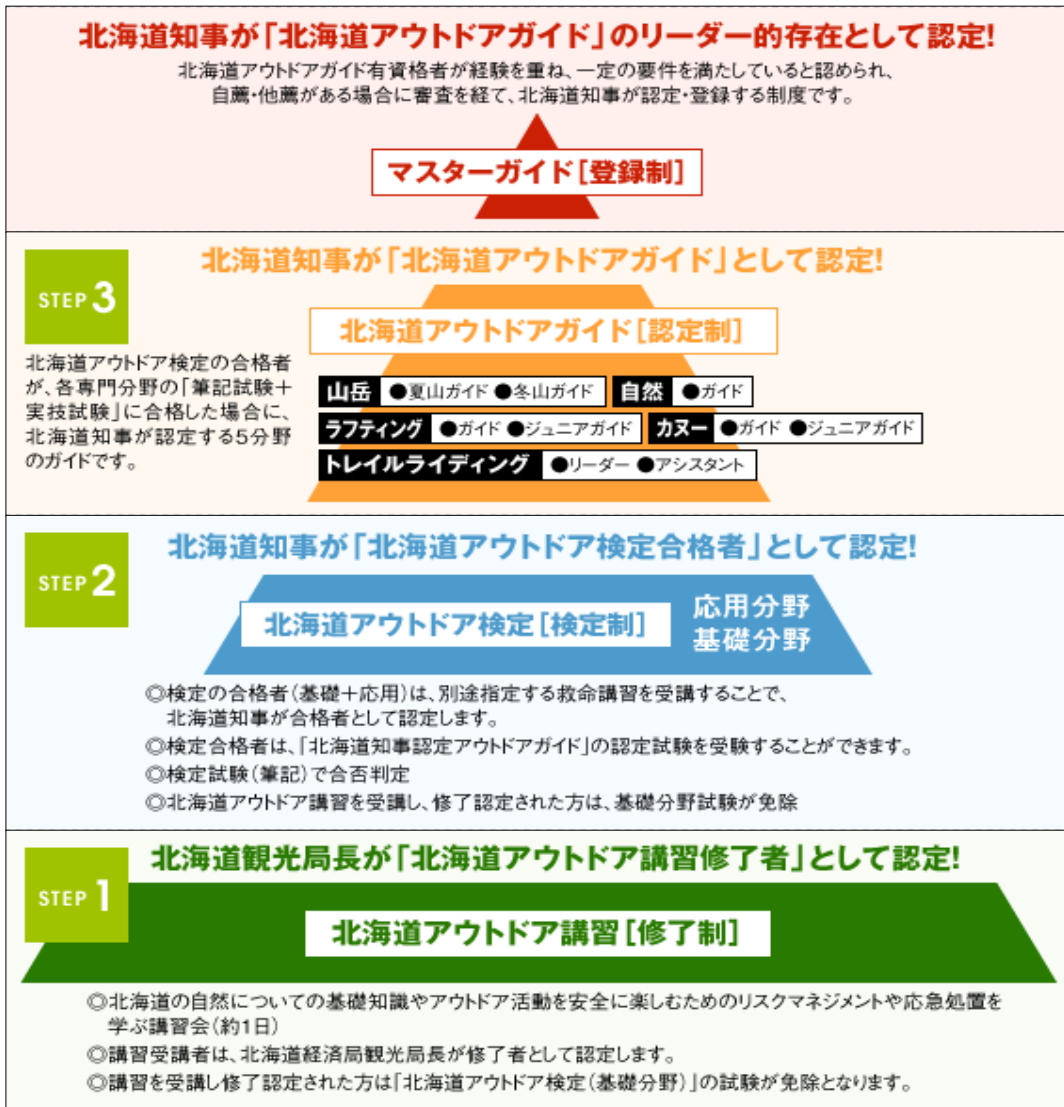 北海道知事が「北海道アウトドアガイド」のリーダー的存在として認定!
北海道アウトドアガイド有資格者が経験を重ね、一定の要件を満たしていると認められ、
自薦・他薦がある場合に審査を経て、北海道知事が認定・登録する制度です。
マスターガイド[登録制]
北海道知事が「北海道アウトドアガイド」として認定!
STEP 3
北海道アウトドアガイド[認定制]
北海道アウトドア検定の合格者
が、各専門分野の「筆記試験+
実技試験」に合格した場合に、
北海道知事が認定する5分野
のガイドです。
山岳 ●夏山ガイド ●冬山ガイド 自然 ●ガイド
ラフティング ●ガイド ●ジュニアガイド カヌー ●ガイド ●ジュニアガイド
トレイルライディング ●リーダー ●アシスタント
北海道知事が「北海道アウトドア検定合格者」として認定!
STEP 2
北海道アウトドア検定[検定制]
応用分野
基礎分野
◎検定の合格者(基礎+応用)は、別途指定する救命講習を受講することで、
北海道知事が合格者として認定します。
◎検定合格者は、「北海道知事認定アウトドアガイド」の認定試験を受験することができます。
◎検定試験(筆記)で合否判定
◎北海道アウトドア講習を受講し、修了認定された方は、基礎分野試験が免除
北海道観光局長が「北海道アウトドア講習修了者」として認定!
STEP 1
北海道アウトドア講習[修了制]
◎北海道の自然についての基礎知識やアウトドア活動を安全に楽しむためのリスクマネジメントや応急処置を
学ぶ講習会(約1日)
◎講習受講者は、北海道経済局観光局長が修了者として認定します。
◎講習を受講し修了認定された方は「北海道アウトドア検定(基礎分野)」の試験が免除となります。